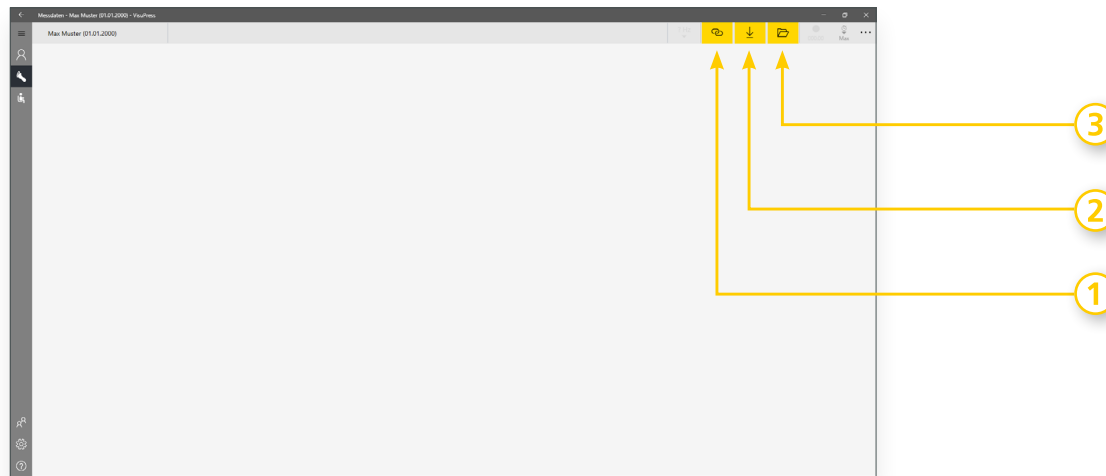 Messdaten - Max Muster (01.01.2000) - VisuPress
Max Muster (01.01.2000)
Max
3
2
1